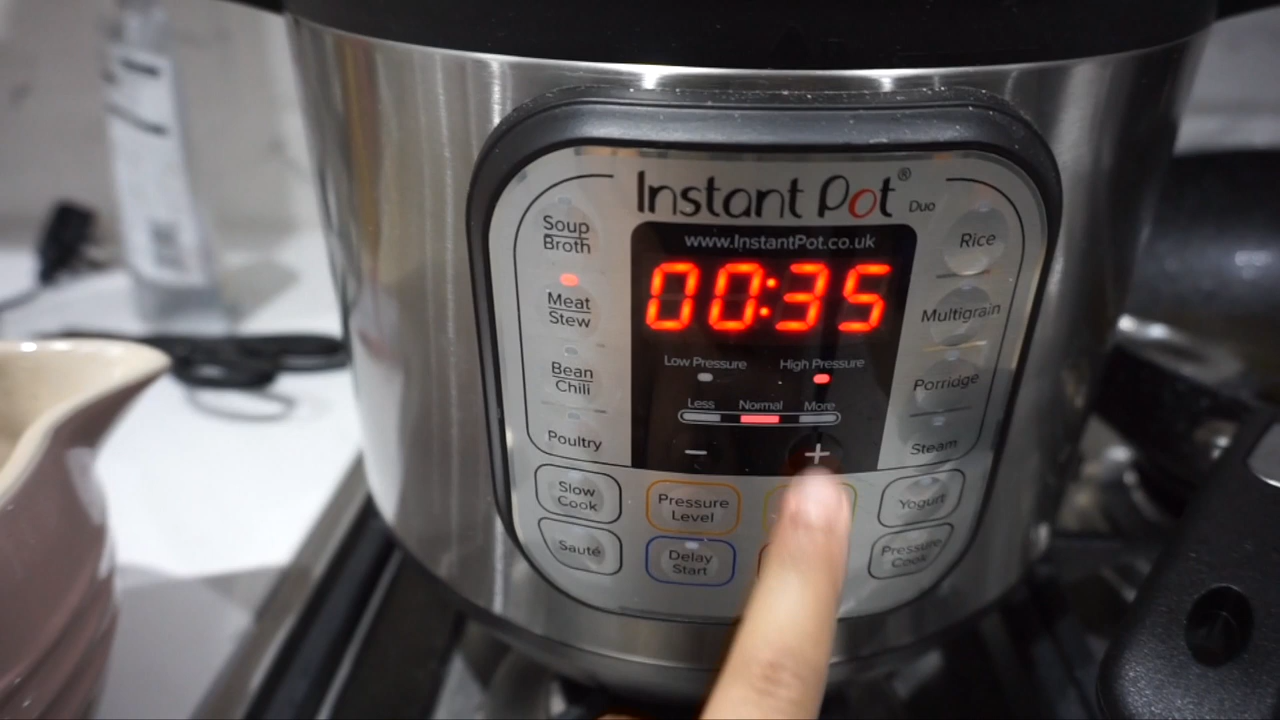 Instant Pot® Duo
www.InstantPot.co.uk
00:35
Low Pressure High Pressure
Less Normal More
− +
Soup
Broth
Meat
Stew
Bean
Chili
Poultry
Rice
Multigrain
Porridge
Steam
Slow
Cook
Sauté
Pressure
Level
Delay
Start
Yogurt
Pressure
Cook